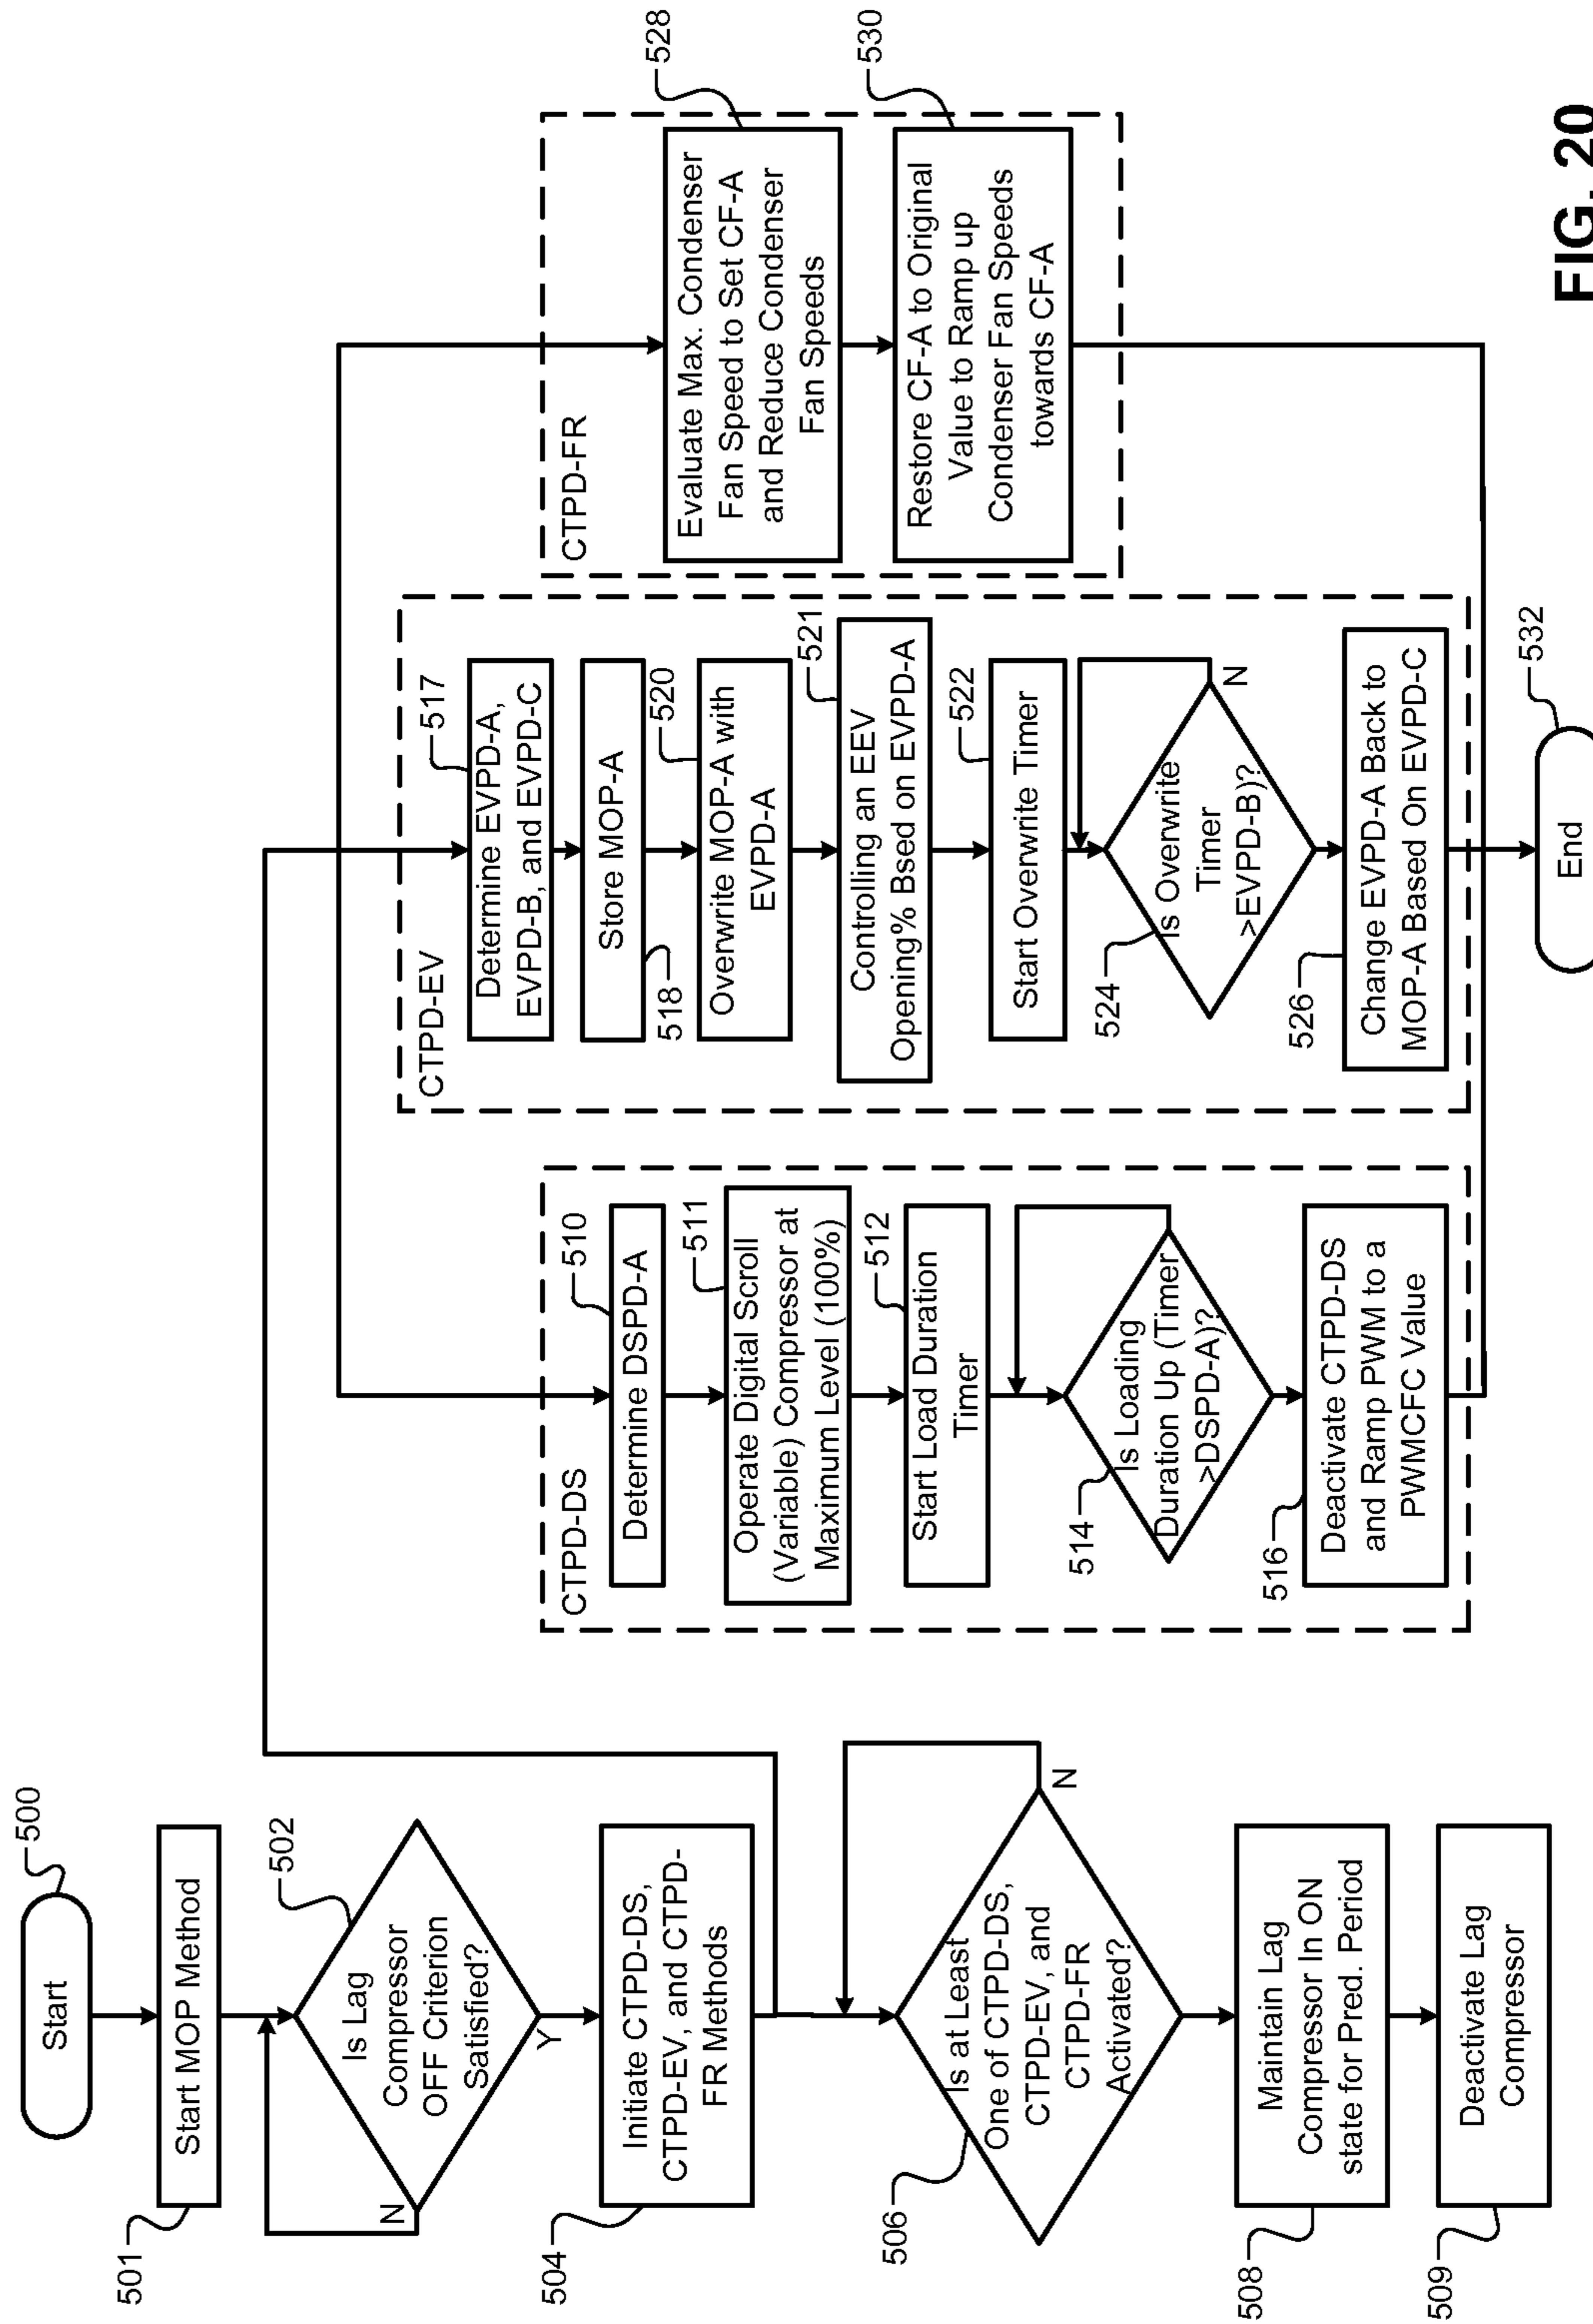 500
Start
501
Start MOP Method
502
Is Lag
Compressor
OFF Criterion
Satisfied?
N
Y
504
Initiate CTPD-DS,
CTPD-EV, and CTPD-
FR Methods
506
Is at Least
One of CTPD-DS,
CTPD-EV, and
CTPD-FR
Activated?
N
508
Maintain Lag
Compressor In ON
state for Pred. Period
509
Deactivate Lag
Compressor
CTPD-DS
510
Determine DSPD-A
511
Operate Digital Scroll
(Variable) Compressor at
Maximum Level (100%)
512
Start Load Duration
Timer
514
Is Loading
Duration Up (Timer
>DSPD-A)?
516
Deactivate CTPD-DS
and Ramp PWM to a
PWMCFC Value
CTPD-EV
517
Determine EVPD-A,
EVPD-B, and EVPD-C
518
Store MOP-A
520
Overwrite MOP-A with
EVPD-A
521
Controlling an EEV
Opening% Bsed on EVPD-A
522
Start Overwrite Timer
524
Is Overwrite
Timer
>EVPD-B)?
N
526
Change EVPD-A Back to
MOP-A Based On EVPD-C
CTPD-FR
528
Evaluate Max. Condenser
Fan Speed to Set CF-A
and Reduce Condenser
Fan Speeds
530
Restore CF-A to Original
Value to Ramp up
Condenser Fan Speeds
towards CF-A
532
End
FIG. 20